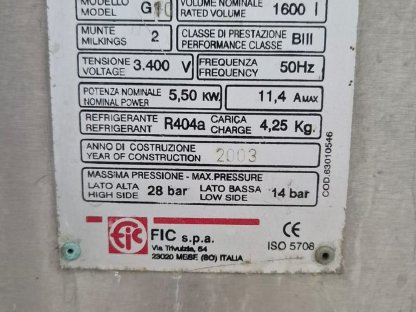 MODELLO
MODEL G10 VOLUME NOMINALE
RATED VOLUME 1600 l
MUNTE
MILKINGS 2 CLASSE DI PRESTAZIONE
PERFORMANCE CLASSE BIII
TENSIONE
VOLTAGE 3.400 V FREQUENZA
FREQUENCY 50Hz
POTENZA NOMINALE
NOMINAL POWER 5,50 KW. 11,4 AMAX
REFRIGERANTE
REFRIGERANT R404a CARICA
CHARGE 4,25 Kg.
ANNO DI COSTRUZIONE
YEAR OF CONSTRUCTION 2003
MASSIMA PRESSIONE - MAX.PRESSURE
LATO ALTA
HIGH SIDE 28 bar LATO BASSA
LOW SIDE 14 bar
COD.63010546
FIC FIC s.p.a.
Via Trivulzia, 54
23020 MESE (SO) ITALIA
CE
ISO 5708